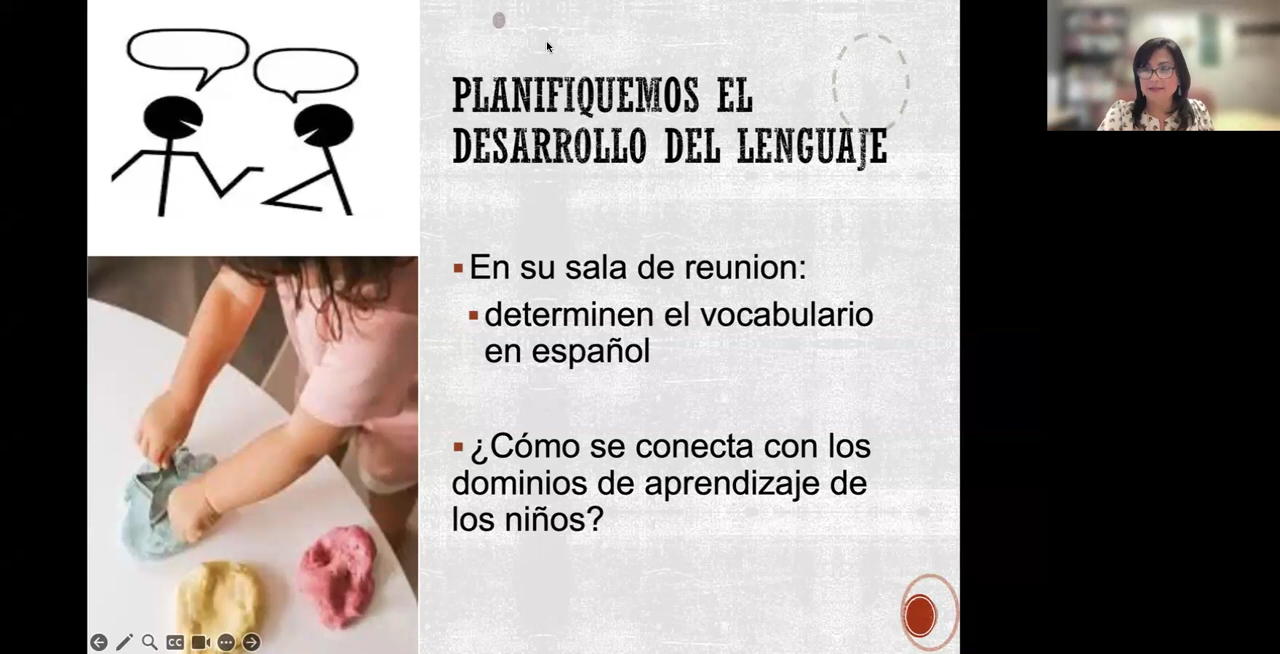 PLANIFIQUEMOS EL
DESARROLLO DEL LENGUAJE
En su sala de reunion:
determinen el vocabulario
en español
¿Cómo se conecta con los
dominios de aprendizaje de
los niños?
CC